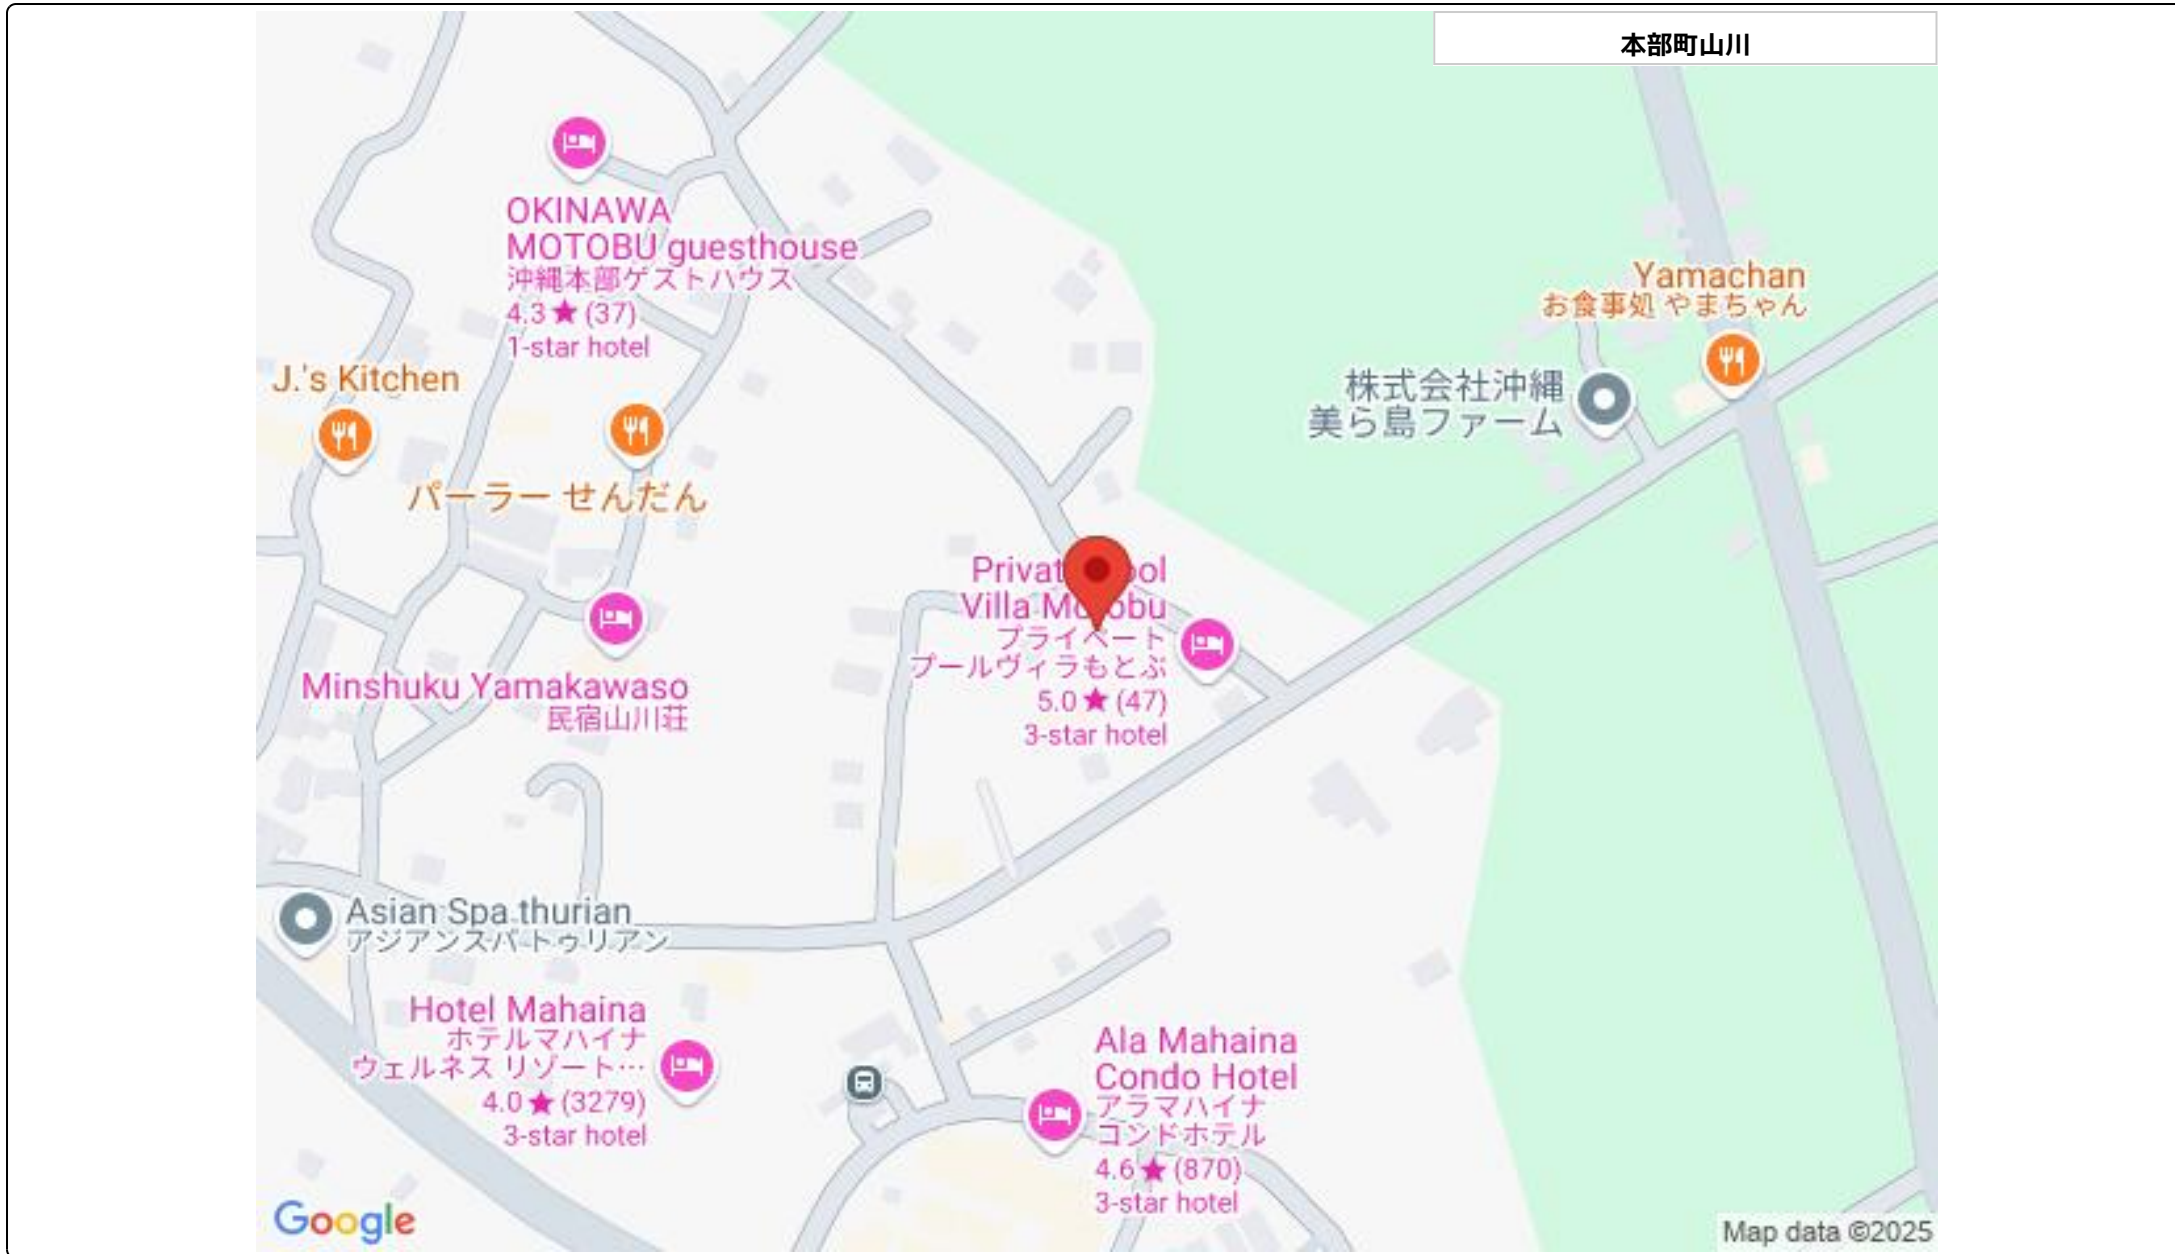 本部町山川
OKINAWA
MOTOBU guesthouse
沖縄本部ゲストハウス
4.3 ★ (37)
1-star hotel
Yamachan
お食事処 やまちゃん
J.'s Kitchen
株式会社沖縄
美ら島ファーム
パーラー せんだん
Villa
プライベート
プールヴィラもとぶ
5.0 ★ (47)
3-star hotel
Minshuku Yamakawaso
民宿山川荘
Asian Spa thurian
アジアンスパ トゥリアン
Hotel Mahaina
ホテルマハイナ
ウェルネス リゾート…
4.0 ★ (3279)
3-star hotel
Ala Mahaina
Condo Hotel
アラマハイナ
コンドホテル
4.6 ★ (870)
3-star hotel
Google
Map data ©2025